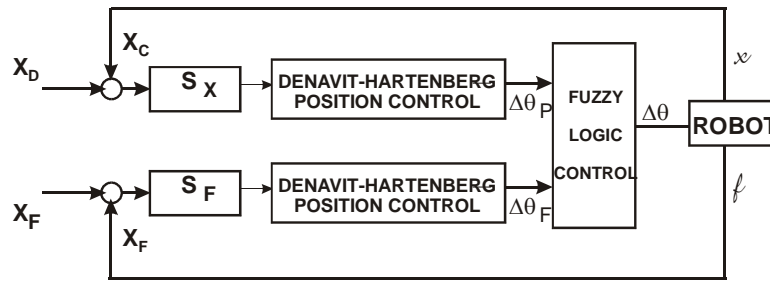 X_C
X_D
S_X
DENAVIT-HARTENBERG
POSITION CONTROL
Δθ_P
FUZZY
LOGIC
CONTROL
Δθ
ROBOT
x
f
X_F
S_F
DENAVIT-HARTENBERG
POSITION CONTROL
Δθ_F
X_F